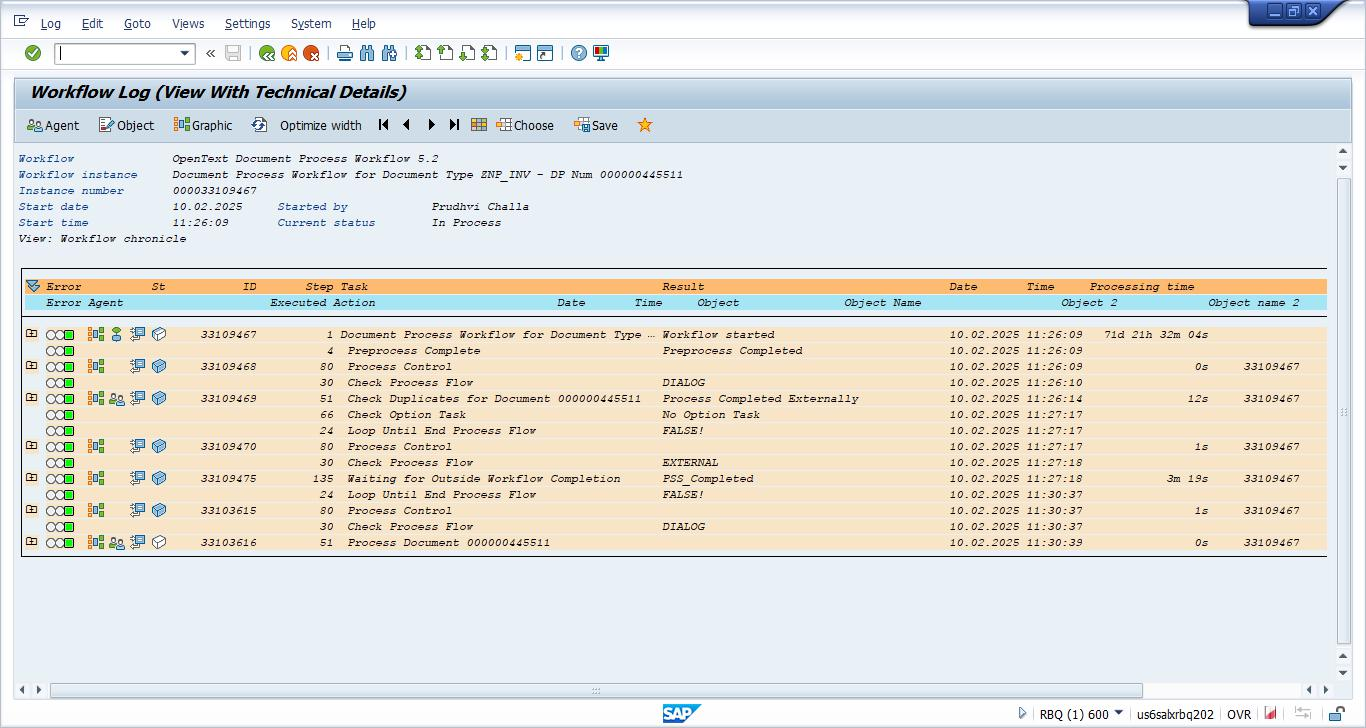 Log Edit Goto Views Settings System Help
Workflow Log (View With Technical Details)
Agent Object Graphic Optimize width Choose Save
Workflow OpenText Document Process Workflow 5.2
Workflow instance Document Process Workflow for Document Type ZNP_INV - DP Num 000000445511
Instance number 000033109467
Start date 10.02.2025 Started by Prudhvi Challa
Start time 11:26:09 Current status In Process
View: Workflow chronicle
Error St ID Step Task Result Date Time Processing time
Error Agent Executed Action Date Time Object Object Name Object 2 Object name 2
33109467 1 Document Process Workflow for Document Type … Workflow started 10.02.2025 11:26:09 71d 21h 32m 04s
4 Preprocess Complete Preprocess Completed 10.02.2025 11:26:09
33109468 80 Process Control 10.02.2025 11:26:09 0s 33109467
30 Check Process Flow DIALOG 10.02.2025 11:26:10
33109469 51 Check Duplicates for Document 000000445511 Process Completed Externally 10.02.2025 11:26:14 12s 33109467
66 Check Option Task No Option Task 10.02.2025 11:27:17
24 Loop Until End Process Flow FALSE! 10.02.2025 11:27:17
33109470 80 Process Control 10.02.2025 11:27:17 1s 33109467
30 Check Process Flow EXTERNAL 10.02.2025 11:27:18
33109475 135 Waiting for Outside Workflow Completion PSS_Completed 10.02.2025 11:27:18 3m 19s 33109467
24 Loop Until End Process Flow FALSE! 10.02.2025 11:30:37
33103615 80 Process Control 10.02.2025 11:30:37 1s 33109467
30 Check Process Flow DIALOG 10.02.2025 11:30:37
33103616 51 Process Document 000000445511 10.02.2025 11:30:39 0s 33109467
SAP RBQ (1) 600 us6salxrbq202 OVR